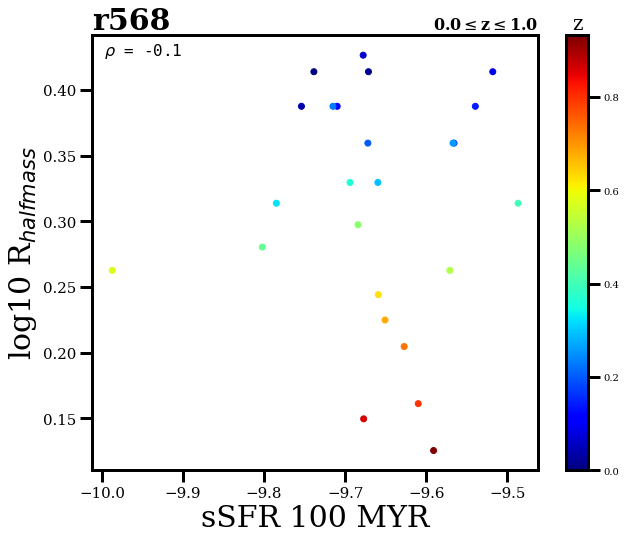 r568
0.0 ≤ z ≤ 1.0
z
ρ = -0.1
0.40
0.35
0.30
0.25
0.20
0.15
log10 R_{halfmass}
−10.0 −9.9 −9.8 −9.7 −9.6 −9.5
sSFR 100 MYR
0.8
0.6
0.4
0.2
0.0